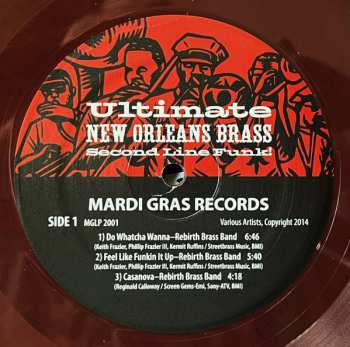 Ultimate
NEW ORLEANS BRASS
Second Line Funk!
MARDI GRAS RECORDS
SIDE 1 MGLP 2001 Various Artists, Copyright 2014
1) Do Whatcha Wanna–Rebirth Brass Band 6:46
(Keith Frazier, Phillip Frazier III, Kermit Ruffins / Streetbrass Music, BMI)
2) Feel Like Funkin It Up–Rebirth Brass Band 5:40
(Keith Frazier, Phillip Frazier III, Kermit Ruffins / Streetbrass Music, BMI)
3) Casanova–Rebirth Brass Band 4:18
(Reginald Calloway / Screen Gems-Emi, Sony-ATV, BMI)